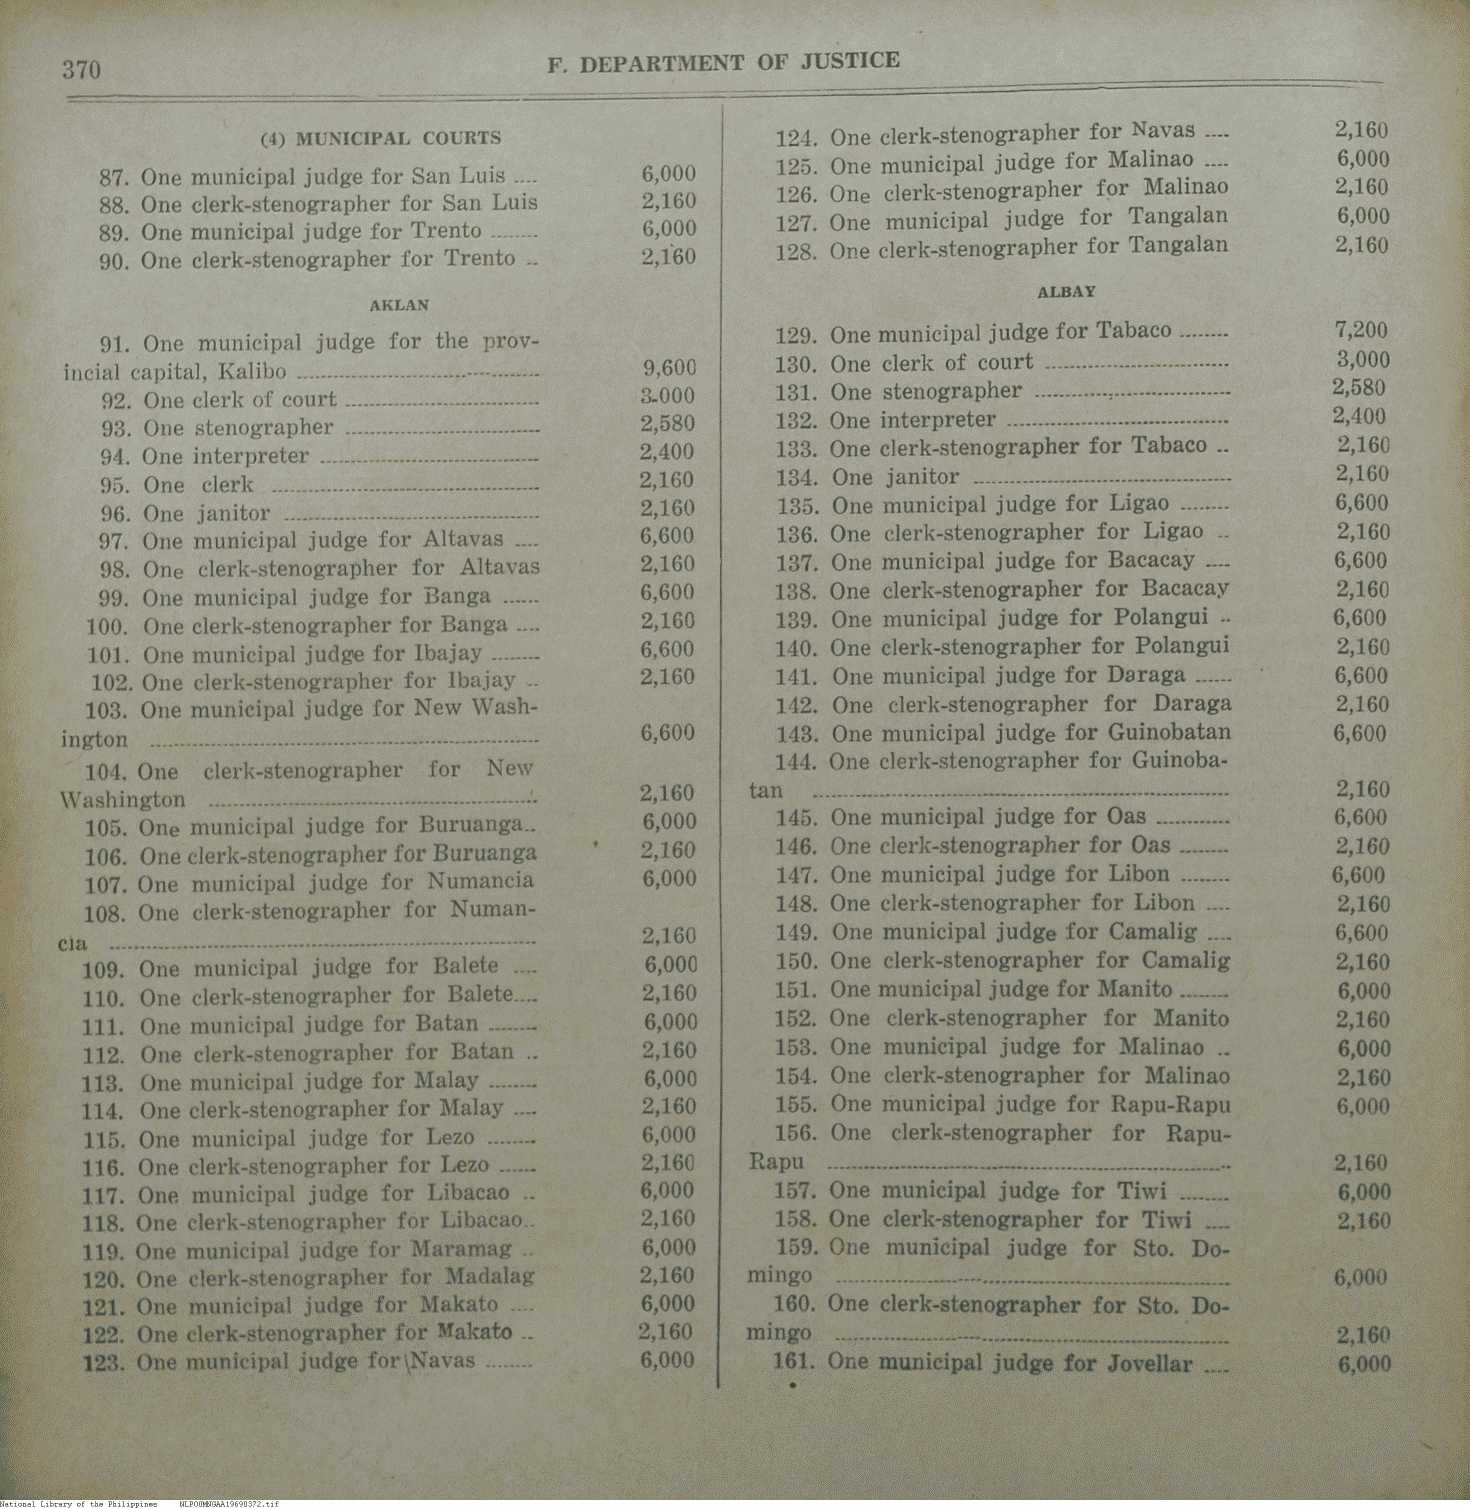 370
F. DEPARTMENT OF JUSTICE
(4) MUNICIPAL COURTS
87. One municipal judge for San Luis .... 6,000
88. One clerk-stenographer for San Luis 2,160
89. One municipal judge for Trento ........ 6,000
90. One clerk-stenographer for Trento .. 2,160
AKLAN
91. One municipal judge for the prov-
incial capital, Kalibo ........................................ 9,600
92. One clerk of court ................................ 3.000
93. One stenographer ................................ 2,580
94. One interpreter .................................... 2,400
95. One clerk ............................................ 2,160
96. One janitor .......................................... 2,160
97. One municipal judge for Altavas .... 6,600
98. One clerk-stenographer for Altavas 2,160
99. One municipal judge for Banga ...... 6,600
100. One clerk-stenographer for Banga .... 2,160
101. One municipal judge for Ibajay ........ 6,600
102. One clerk-stenographer for Ibajay .. 2,160
103. One municipal judge for New Wash-
ington ................................................................ 6,600
104. One clerk-stenographer for New
Washington ...................................................... 2,160
105. One municipal judge for Buruanga.. 6,000
106. One clerk-stenographer for Buruanga 2,160
107. One municipal judge for Numancia 6,000
108. One clerk-stenographer for Numan-
cia ...................................................................... 2,160
109. One municipal judge for Balete .... 6,000
110. One clerk-stenographer for Balete.... 2,160
111. One municipal judge for Batan ........ 6,000
112. One clerk-stenographer for Batan .. 2,160
113. One municipal judge for Malay ........ 6,000
114. One clerk-stenographer for Malay .... 2,160
115. One municipal judge for Lezo ........ 6,000
116. One clerk-stenographer for Lezo ...... 2,160
117. One municipal judge for Libacao .. 6,000
118. One clerk-stenographer for Libacao.. 2,160
119. One municipal judge for Maramag .. 6,000
120. One clerk-stenographer for Madalag 2,160
121. One municipal judge for Makato .... 6,000
122. One clerk-stenographer for Makato .. 2,160
123. One municipal judge for Navas ........ 6,000
124. One clerk-stenographer for Navas .... 2,160
125. One municipal judge for Malinao .... 6,000
126. One clerk-stenographer for Malinao 2,160
127. One municipal judge for Tangalan 6,000
128. One clerk-stenographer for Tangalan 2,160
ALBAY
129. One municipal judge for Tabaco ........ 7,200
130. One clerk of court .............................. 3,000
131. One stenographer ................................ 2,580
132. One interpreter .................................... 2,400
133. One clerk-stenographer for Tabaco .. 2,160
134. One janitor .......................................... 2,160
135. One municipal judge for Ligao ........ 6,600
136. One clerk-stenographer for Ligao .. 2,160
137. One municipal judge for Bacacay .... 6,600
138. One clerk-stenographer for Bacacay 2,160
139. One municipal judge for Polangui .. 6,600
140. One clerk-stenographer for Polangui 2,160
141. One municipal judge for Daraga ...... 6,600
142. One clerk-stenographer for Daraga 2,160
143. One municipal judge for Guinobatan 6,600
144. One clerk-stenographer for Guinoba-
tan .................................................................... 2,160
145. One municipal judge for Oas ............ 6,600
146. One clerk-stenographer for Oas ........ 2,160
147. One municipal judge for Libon ........ 6,600
148. One clerk-stenographer for Libon .... 2,160
149. One municipal judge for Camalig .... 6,600
150. One clerk-stenographer for Camalig 2,160
151. One municipal judge for Manito ........ 6,000
152. One clerk-stenographer for Manito 2,160
153. One municipal judge for Malinao .. 6,000
154. One clerk-stenographer for Malinao 2,160
155. One municipal judge for Rapu-Rapu 6,000
156. One clerk-stenographer for Rapu-
Rapu .................................................................. 2,160
157. One municipal judge for Tiwi ........ 6,000
158. One clerk-stenographer for Tiwi .... 2,160
159. One municipal judge for Sto. Do-
mingo ................................................................ 6,000
160. One clerk-stenographer for Sto. Do-
mingo ................................................................ 2,160
161. One municipal judge for Jovellar .... 6,000
National Library of the Philippines NLPO0MNGAA19690372.tif